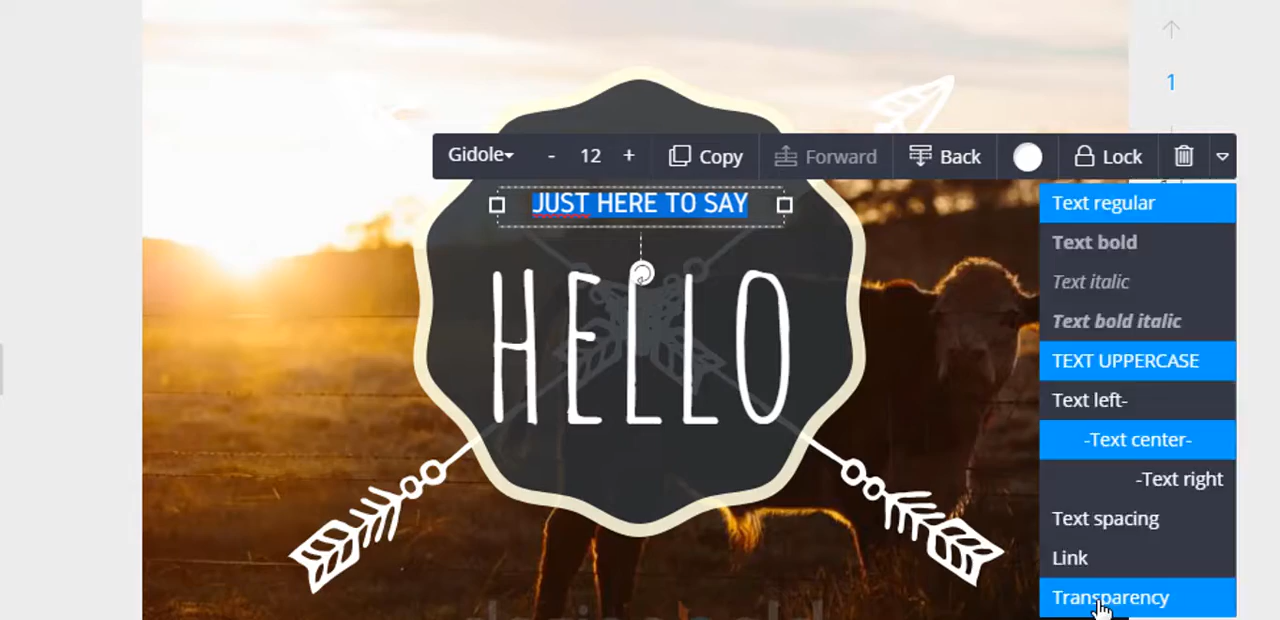 1
Gidole - 12 + Copy Forward Back Lock
JUST HERE TO SAY
HELLO
Text regular
Text bold
Text italic
Text bold italic
TEXT UPPERCASE
Text left-
-Text center-
-Text right
Text spacing
Link
Transparency